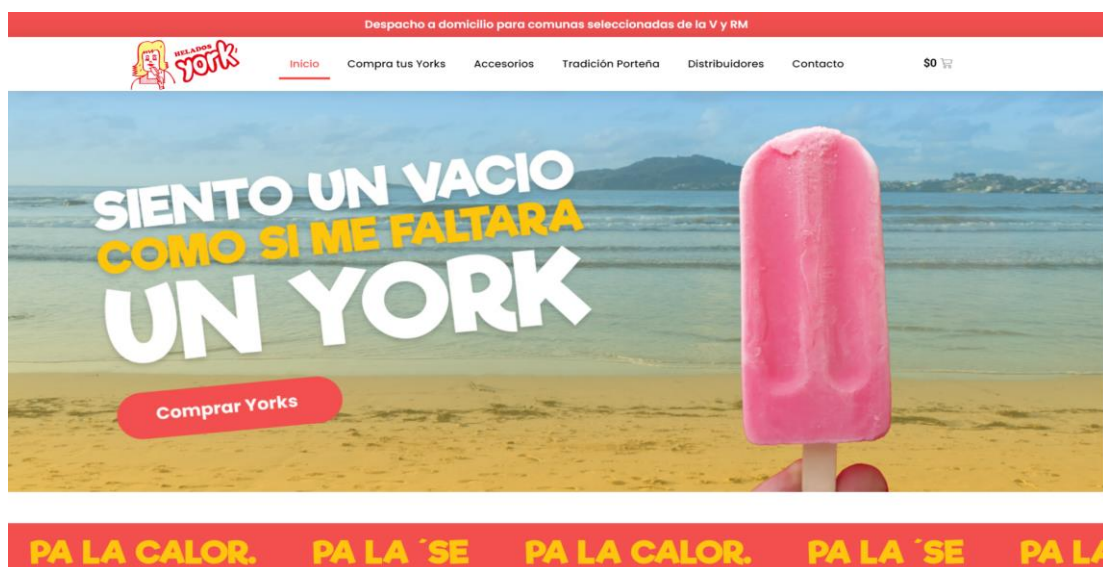 Despacho a domicilio para comunas seleccionadas de la V y RM
HELADOS
york
Inicio
Compra tus Yorks
Accesorios
Tradición Porteña
Distribuidores
Contacto
$0
SIENTO UN VACIO
COMO SI ME FALTARA
UN YORK
Comprar Yorks
PA LA CALOR. PA LA ´SE PA LA CALOR. PA LA ´SE PA LA